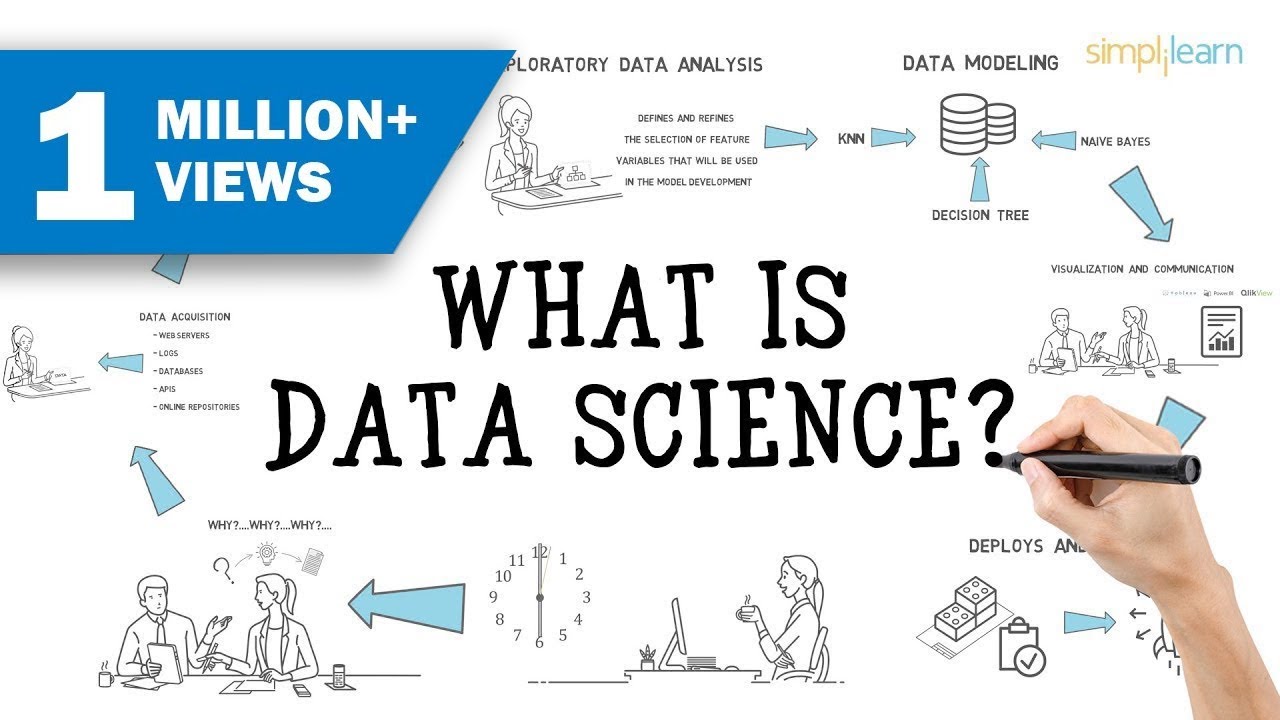 1
MILLION+
VIEWS
PLORATORY DATA ANALYSIS
DEFINES AND REFINES
THE SELECTION OF FEATURE
VARIABLES THAT WILL BE USED
IN THE MODEL DEVELOPMENT
KNN
DATA MODELING
NAIVE BAYES
DECISION TREE
simplilearn
VISUALIZATION AND COMMUNICATION
tableau
Power BI
QlikView
WHAT IS
DATA SCIENCE?
DATA ACQUISITION
- WEB SERVERS
- LOGS
- DATABASES
- APIS
- ONLINE REPOSITORIES
DATA
WHY?....WHY?....WHY?....
?
12
1
2
3
4
5
6
7
8
9
10
11
DEPLOYS AN